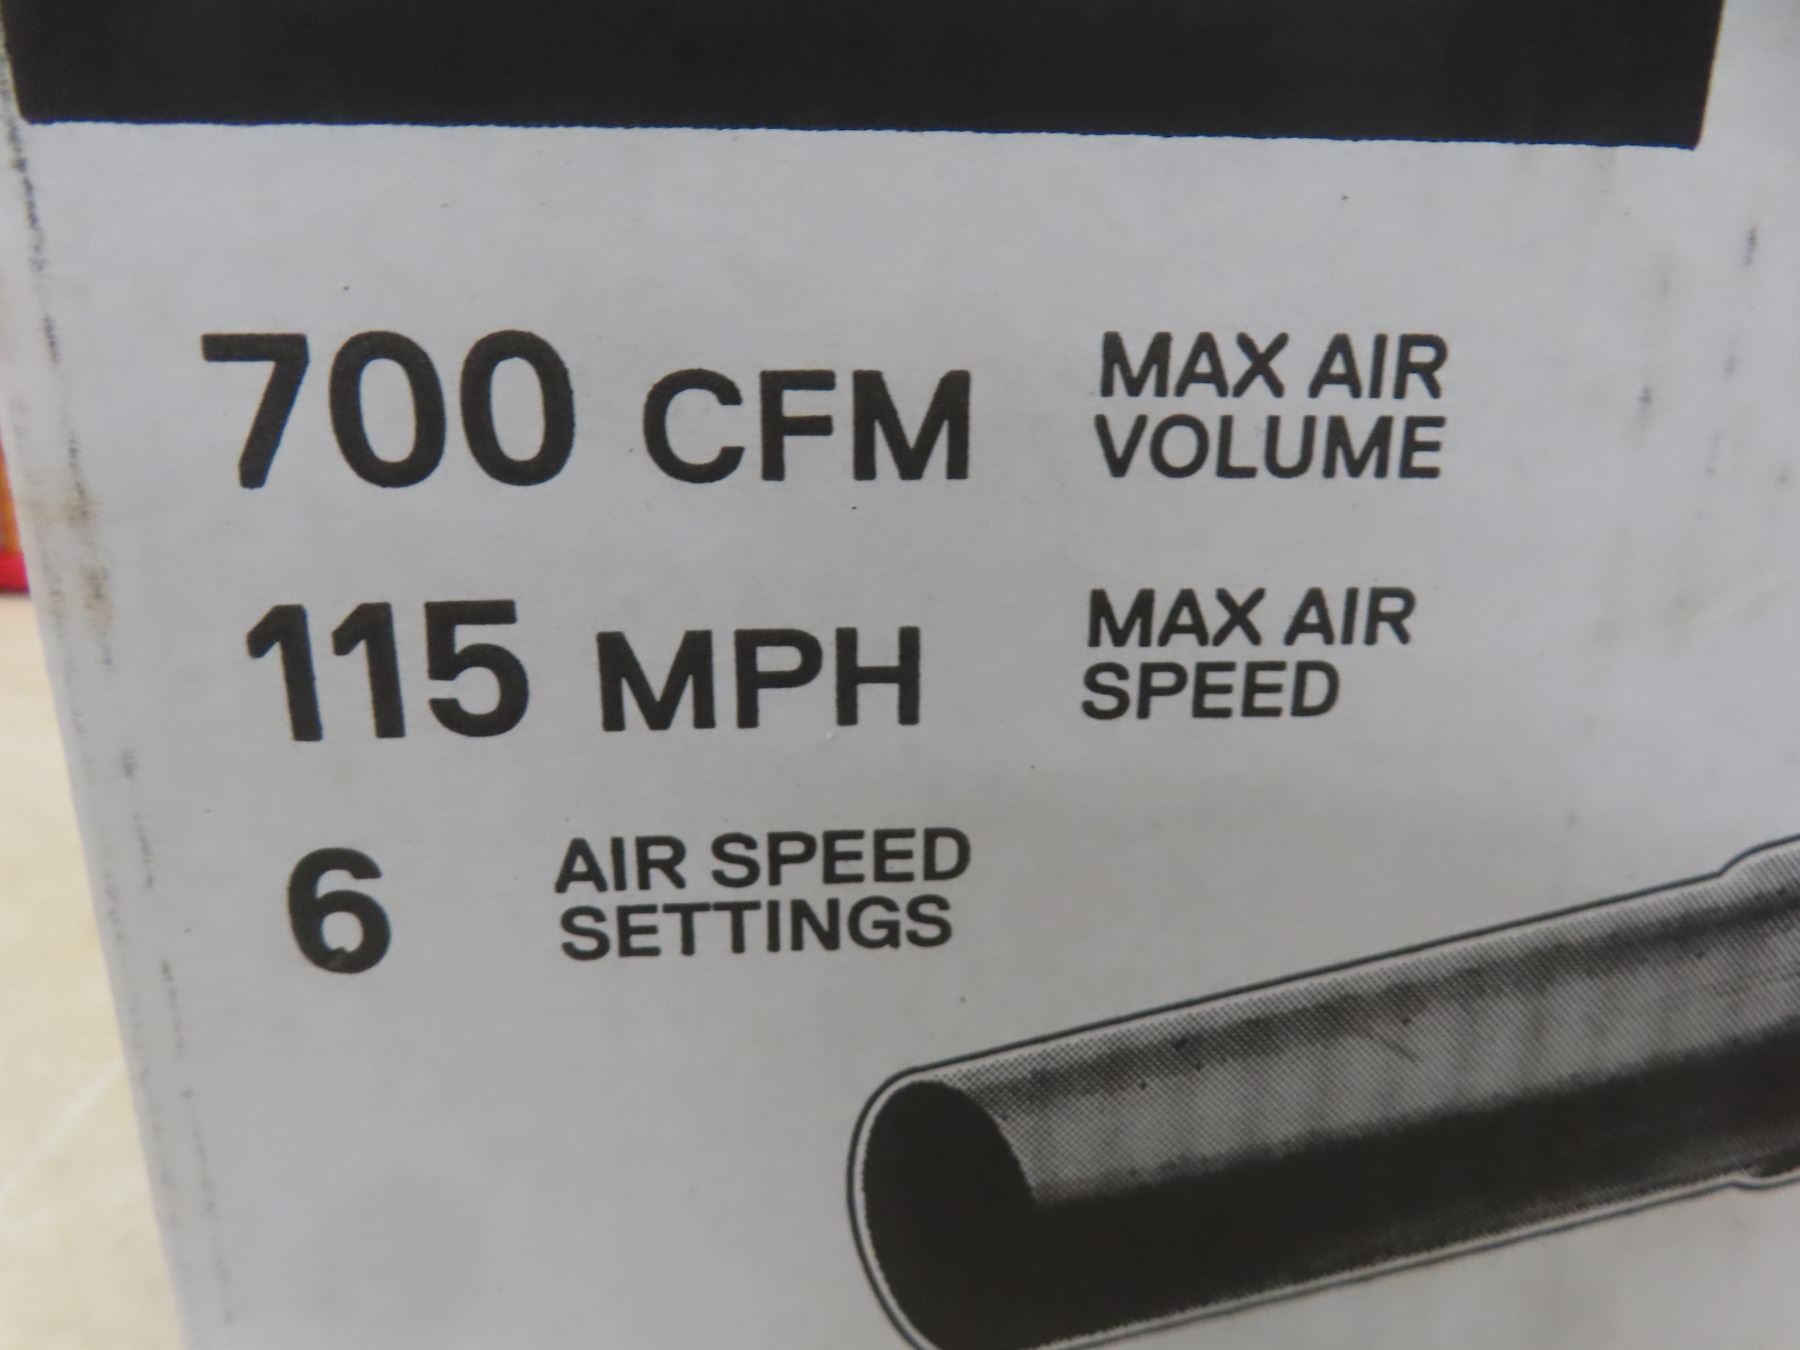 700 CFM MAX AIR
VOLUME
115 MPH MAX AIR
SPEED
6 AIR SPEED
SETTINGS